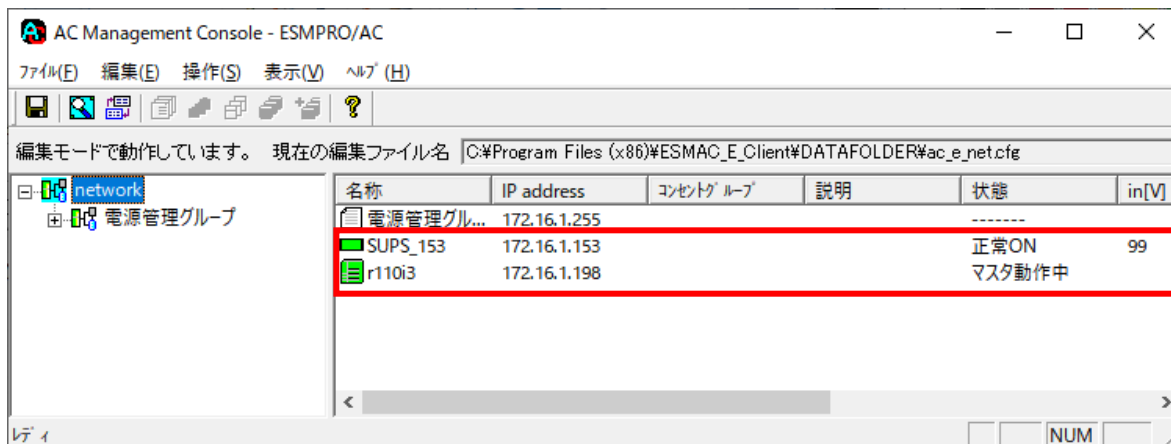 AC Management Console - ESMPRO/AC
ﾌｧｲﾙ(F) 編集(E) 操作(S) 表示(V) ﾍﾙﾌﾟ(H)
編集モードで動作しています。 現在の編集ファイル名 C:¥Program Files (x86)¥ESMAC_E_Client¥DATAFOLDER¥ac_e_net.cfg
network
電源管理グループ
名称 IP address ｺﾝｾﾝﾄｸﾞﾙｰﾌﾟ 説明 状態 in[V]
電源管理グル... 172.16.1.255 -------
SUPS_153 172.16.1.153 正常ON 99
r110i3 172.16.1.198 マスタ動作中
ﾚﾃﾞｨ NUM